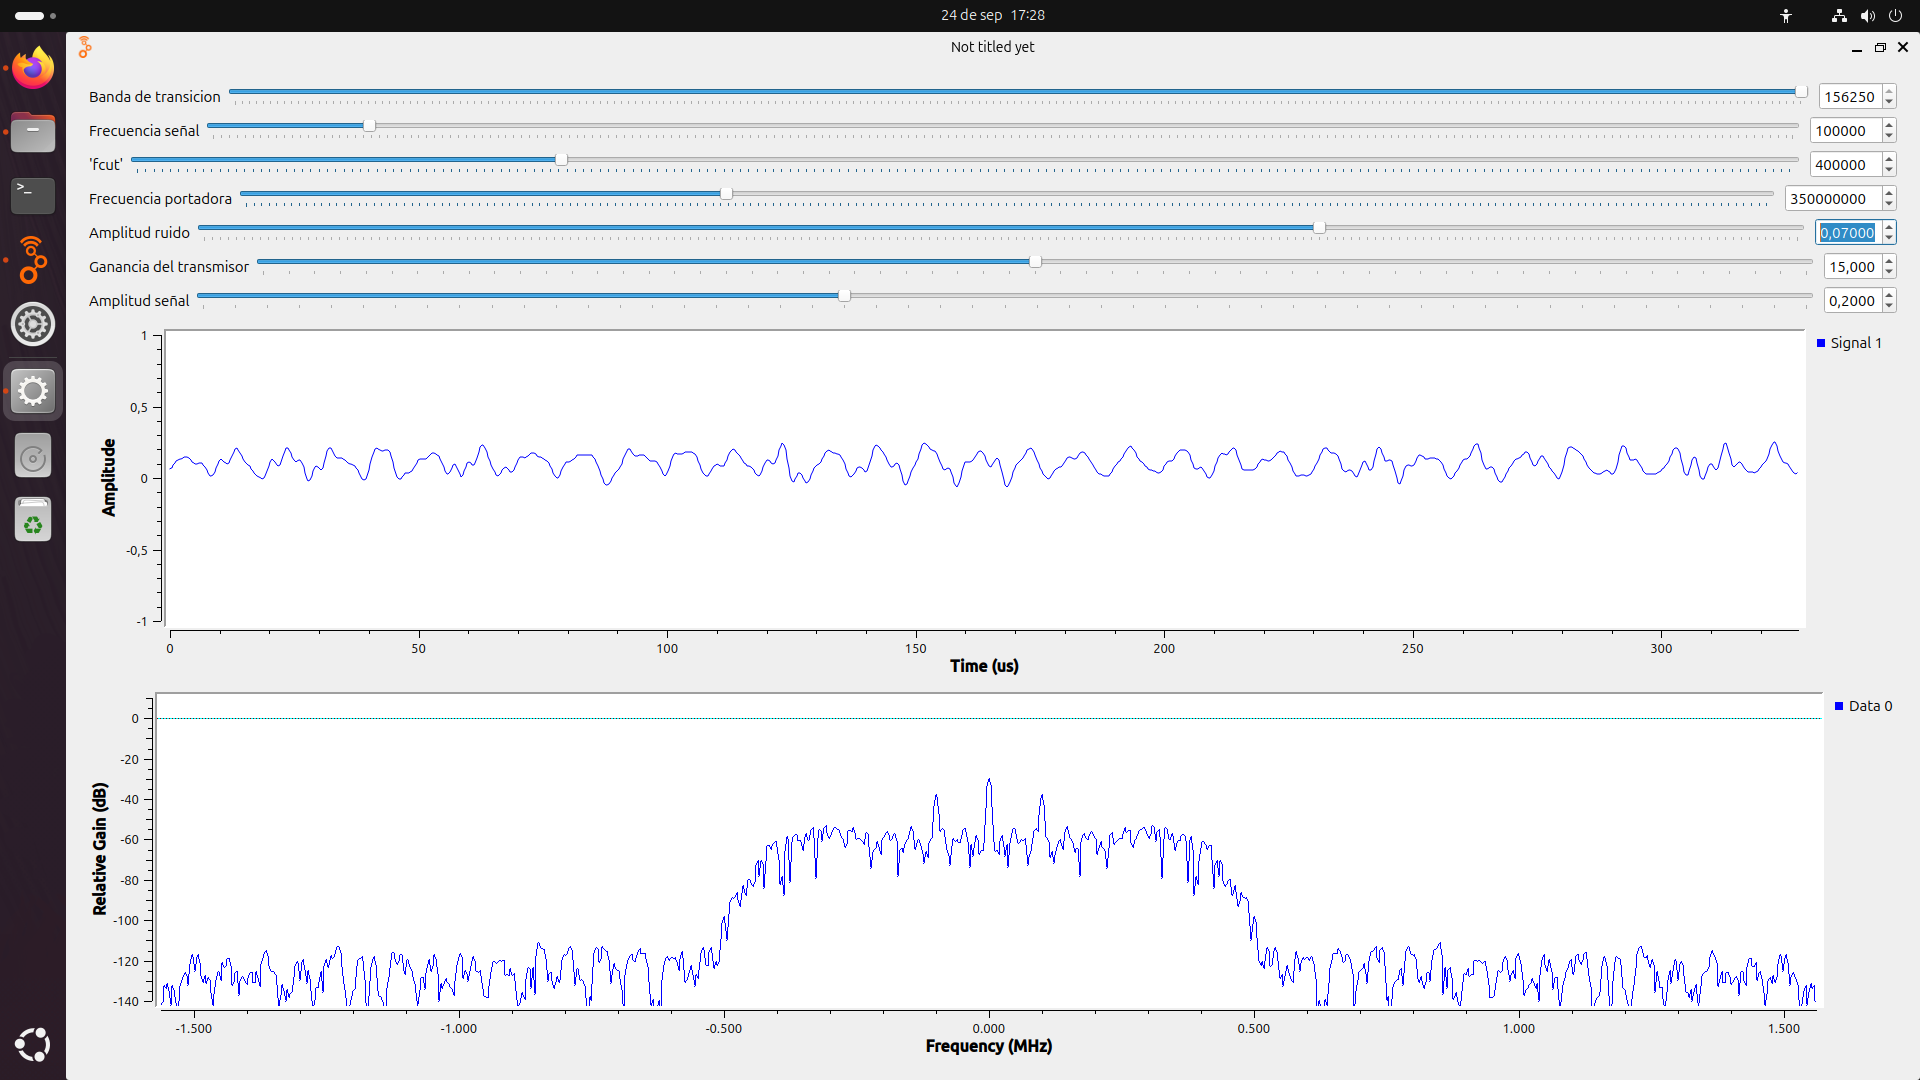 24 de sep 17:28
Not titled yet
Banda de transicion 156250
Frecuencia señal 100000
'fcut' 400000
Frecuencia portadora 350000000
Amplitud ruido 0,07000
Ganancia del transmisor 15,000
Amplitud señal 0,2000
>_
Signal 1
1
0,5
0
-0,5
-1
Amplitude
0 50 100 150 200 250 300
Time (us)
Data 0
0
-20
-40
-60
-80
-100
-120
-140
Relative Gain (dB)
-1.500 -1.000 -0.500 0.000 0.500 1.000 1.500
Frequency (MHz)